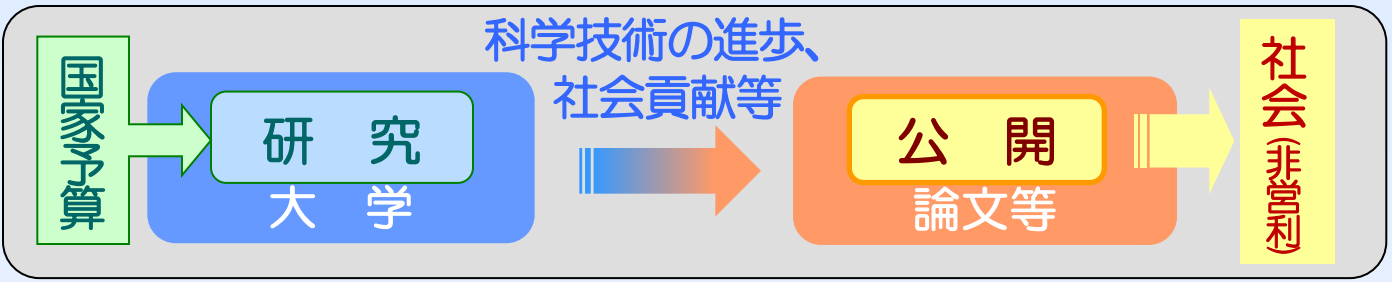 国家予算
研　究
大　学
科学技術の進歩、
社会貢献等
公　開
論文等
社会(非営利)